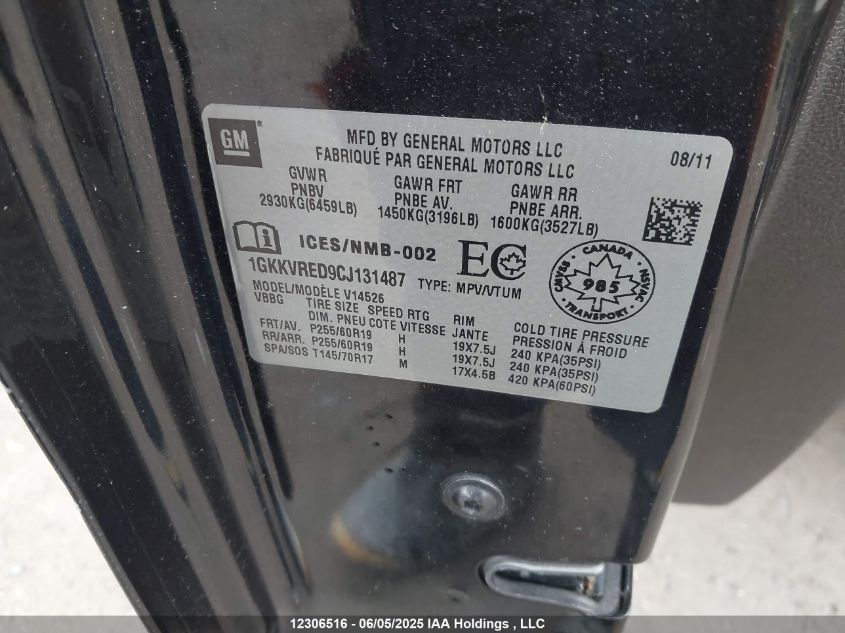 GM
MFD BY GENERAL MOTORS LLC
FABRIQUÉ PAR GENERAL MOTORS LLC
08/11
GVWR
PNBV
2930KG(6459LB)
GAWR FRT
PNBE AV.
1450KG(3196LB)
GAWR RR
PNBE ARR.
1600KG(3527LB)
ICES/NMB-002
EC
1GKKVRED9CJ131487 TYPE: MPV/VTUM
CANADA
985
TRANSPORT
CMVSS
NSVAC
MODEL/MODÈLE V14526
VBBG TIRE SIZE SPEED RTG RIM COLD TIRE PRESSURE
DIM. PNEU COTE VITESSE JANTE PRESSION À FROID
FRT/AV. P255/60R19 H 19X7.5J 240 KPA(35PSI)
RR/ARR. P255/60R19 H 19X7.5J 240 KPA(35PSI)
SPA/SOS T145/70R17 M 17X4.5B 420 KPA(60PSI)
12306516 - 06/05/2025 IAA Holdings , LLC